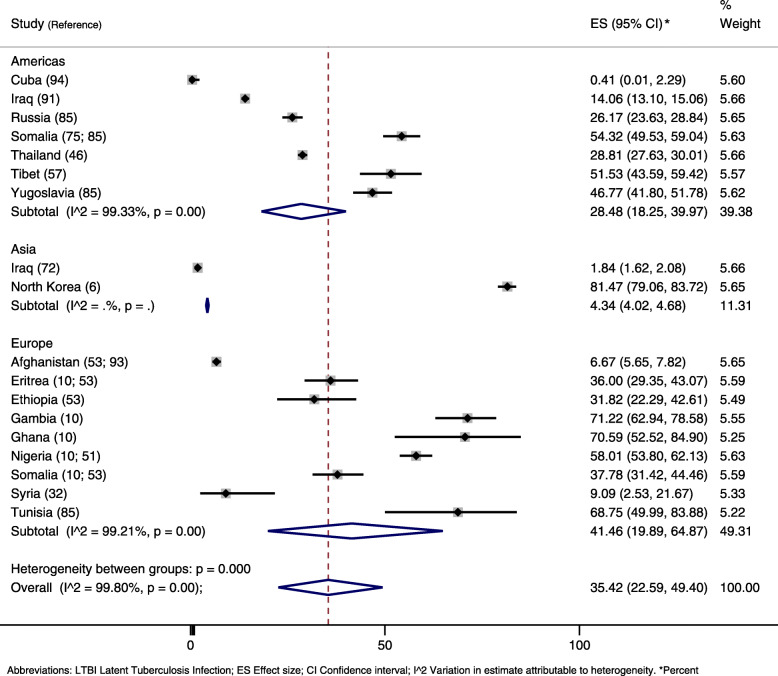 %
Study (Reference) ES (95% CI)* Weight
Americas
Cuba (94) 0.41 (0.01, 2.29) 5.60
Iraq (91) 14.06 (13.10, 15.06) 5.66
Russia (85) 26.17 (23.63, 28.84) 5.65
Somalia (75; 85) 54.32 (49.53, 59.04) 5.63
Thailand (46) 28.81 (27.63, 30.01) 5.66
Tibet (57) 51.53 (43.59, 59.42) 5.57
Yugoslavia (85) 46.77 (41.80, 51.78) 5.62
Subtotal (I^2 = 99.33%, p = 0.00) 28.48 (18.25, 39.97) 39.38
Asia
Iraq (72) 1.84 (1.62, 2.08) 5.66
North Korea (6) 81.47 (79.06, 83.72) 5.65
Subtotal (I^2 = .%, p = .) 4.34 (4.02, 4.68) 11.31
Europe
Afghanistan (53; 93) 6.67 (5.65, 7.82) 5.65
Eritrea (10; 53) 36.00 (29.35, 43.07) 5.59
Ethiopia (53) 31.82 (22.29, 42.61) 5.49
Gambia (10) 71.22 (62.94, 78.58) 5.55
Ghana (10) 70.59 (52.52, 84.90) 5.25
Nigeria (10; 51) 58.01 (53.80, 62.13) 5.63
Somalia (10; 53) 37.78 (31.42, 44.46) 5.59
Syria (32) 9.09 (2.53, 21.67) 5.33
Tunisia (85) 68.75 (49.99, 83.88) 5.22
Subtotal (I^2 = 99.21%, p = 0.00) 41.46 (19.89, 64.87) 49.31
Heterogeneity between groups: p = 0.000
Overall (I^2 = 99.80%, p = 0.00); 35.42 (22.59, 49.40) 100.00
0 50 100
Abbreviations: LTBI Latent Tuberculosis Infection; ES Effect size; CI Confidence interval; I^2 Variation in estimate attributable to heterogeneity. *Percent